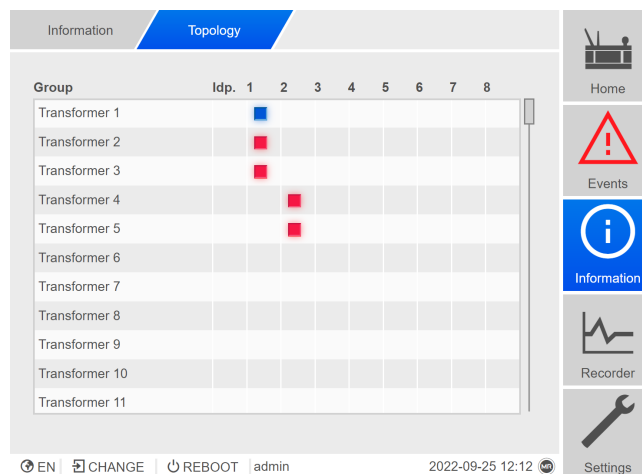 Information Topology
Group Idp. 1 2 3 4 5 6 7 8
Transformer 1
Transformer 2
Transformer 3
Transformer 4
Transformer 5
Transformer 6
Transformer 7
Transformer 8
Transformer 9
Transformer 10
Transformer 11
Home
Events
Information
Recorder
Settings
EN CHANGE REBOOT admin 2022-09-25 12:12 MR